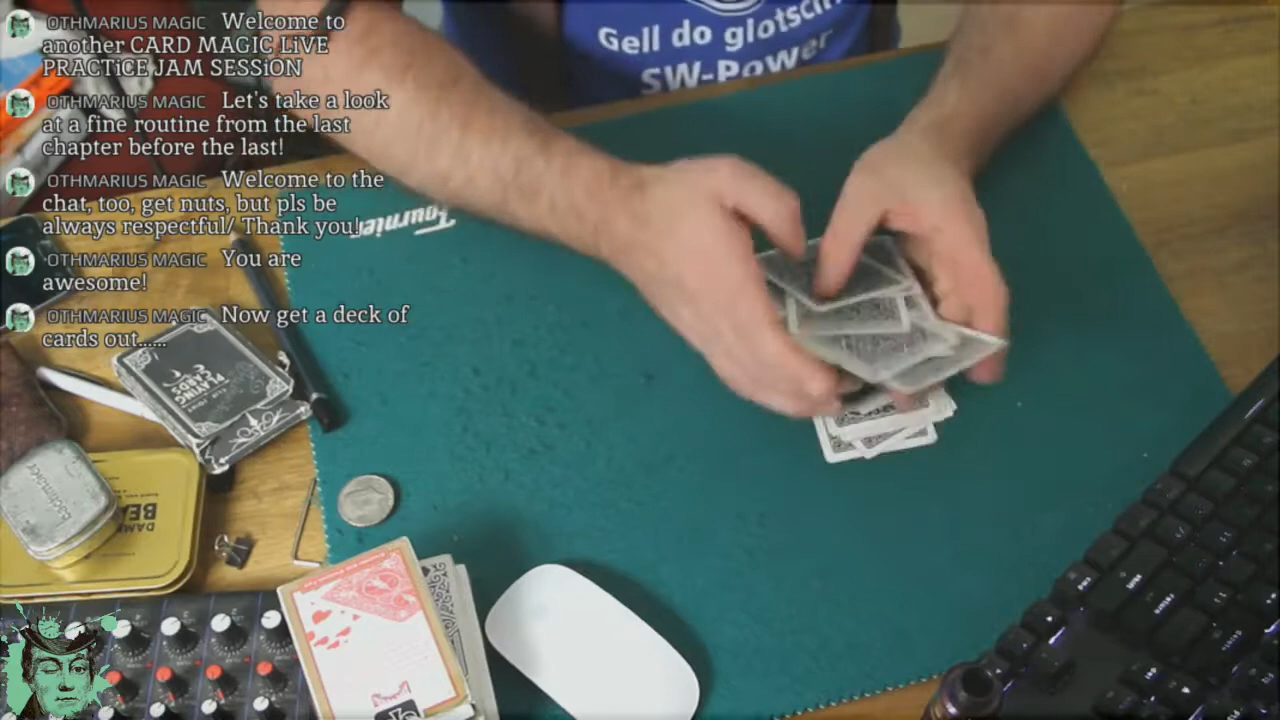 OTHMARIUS MAGIC Welcome to
another CARD MAGIC LiVE
PRACTiCE JAM SESSiON
OTHMARIUS MAGIC Let's take a look
at a fine routine from the last
chapter before the last!
OTHMARIUS MAGIC Welcome to the
chat, too, get nuts, but pls be
always respectful/ Thank you!
OTHMARIUS MAGIC You are
awesome!
OTHMARIUS MAGIC Now get a deck of
cards out......
Gell do glotsch
SW-Power
Fournier
PLAYING
CARDS